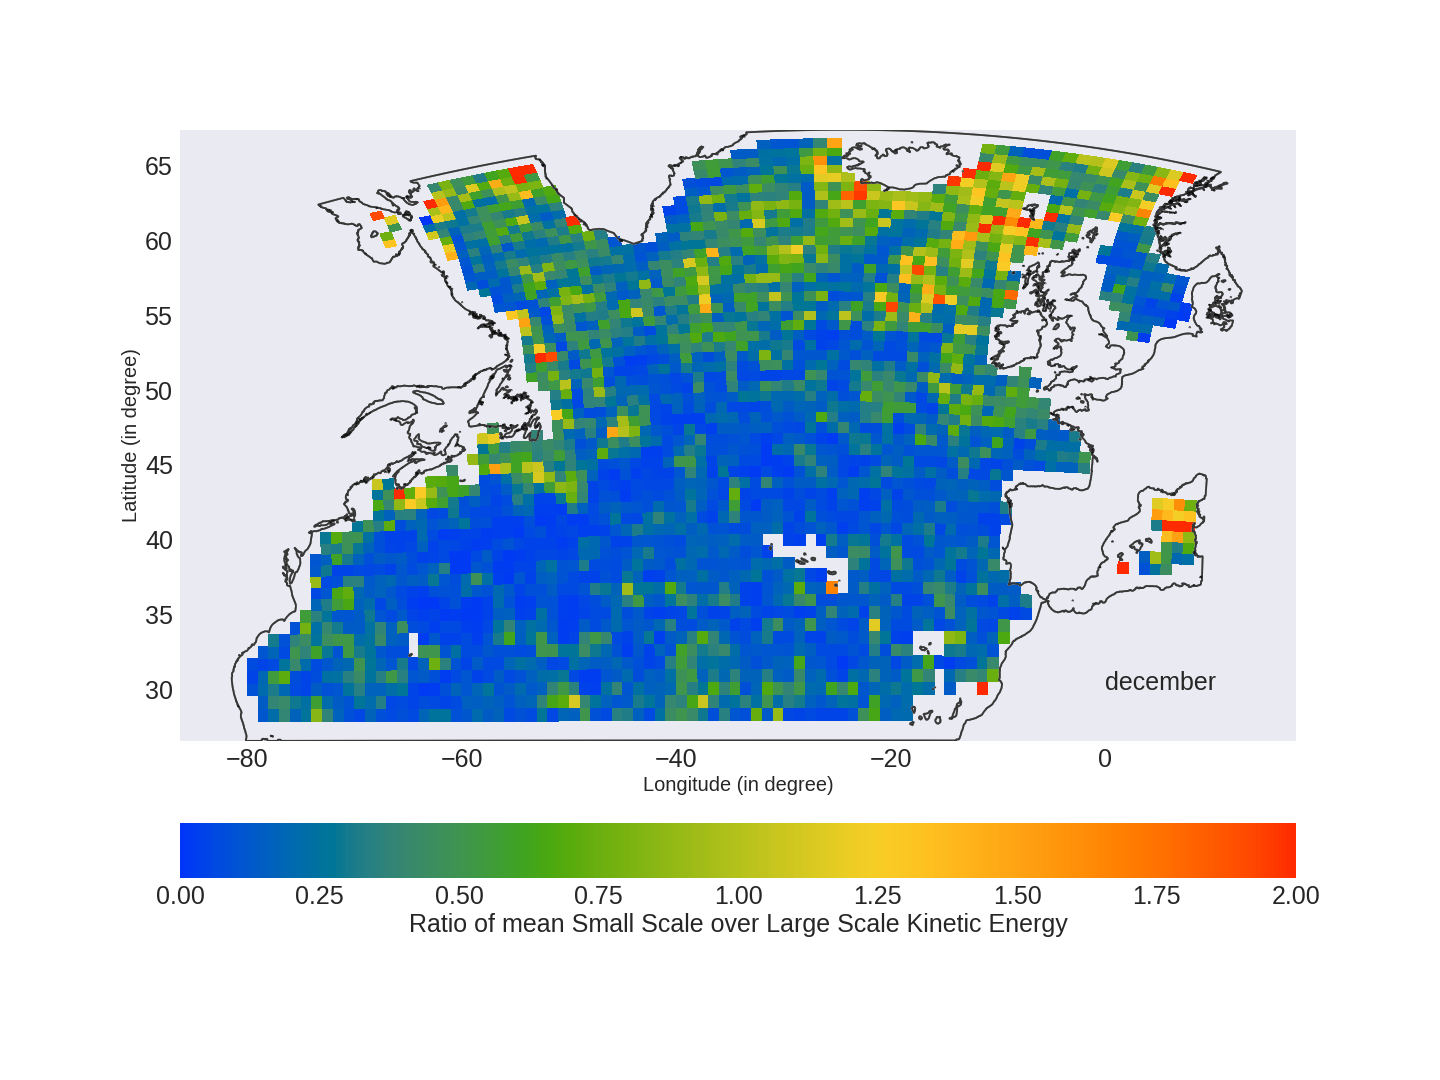 65
60
55
50
45
40
35
30
Latitude (in degree)
december
−80 −60 −40 −20 0
Longitude (in degree)
0.00 0.25 0.50 0.75 1.00 1.25 1.50 1.75 2.00
Ratio of mean Small Scale over Large Scale Kinetic Energy